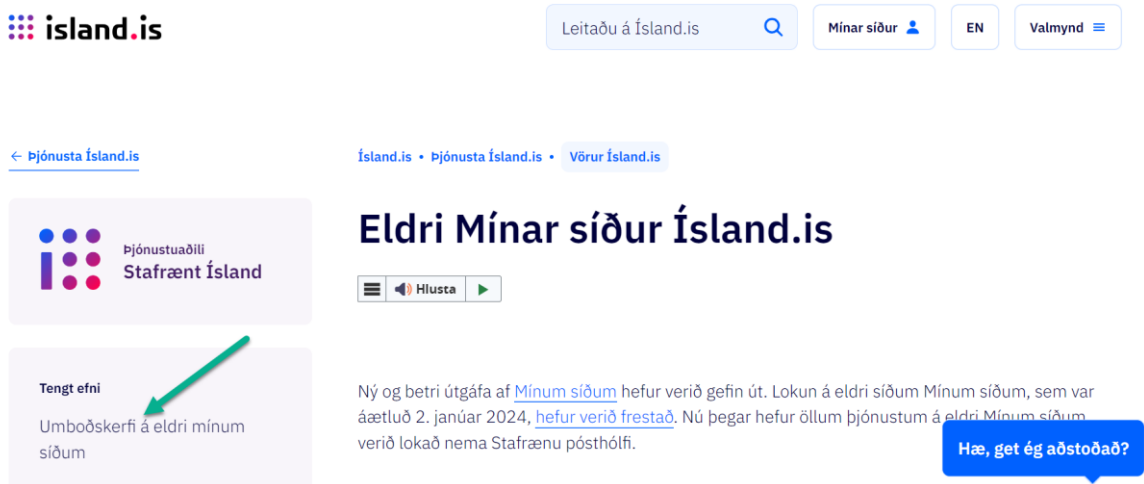 island.is
Leitaðu á Ísland.is
Mínar síður
EN
Valmynd
← Þjónusta Ísland.is
Ísland.is • Þjónusta Ísland.is • Vörur Ísland.is
Þjónustuaðili
Stafrænt Ísland
Eldri Mínar síður Ísland.is
Hlusta
Tengt efni
Umboðskerfi á eldri mínum
síðum
Ný og betri útgáfa af Mínum síðum hefur verið gefin út. Lokun á eldri síðum Mínum síðum, sem var
áætluð 2. janúar 2024, hefur verið frestað. Nú þegar hefur öllum þjónustum á eldri Mínum síðum
verið lokað nema Stafrænu pósthólfi.
Hæ, get ég aðstoðað?